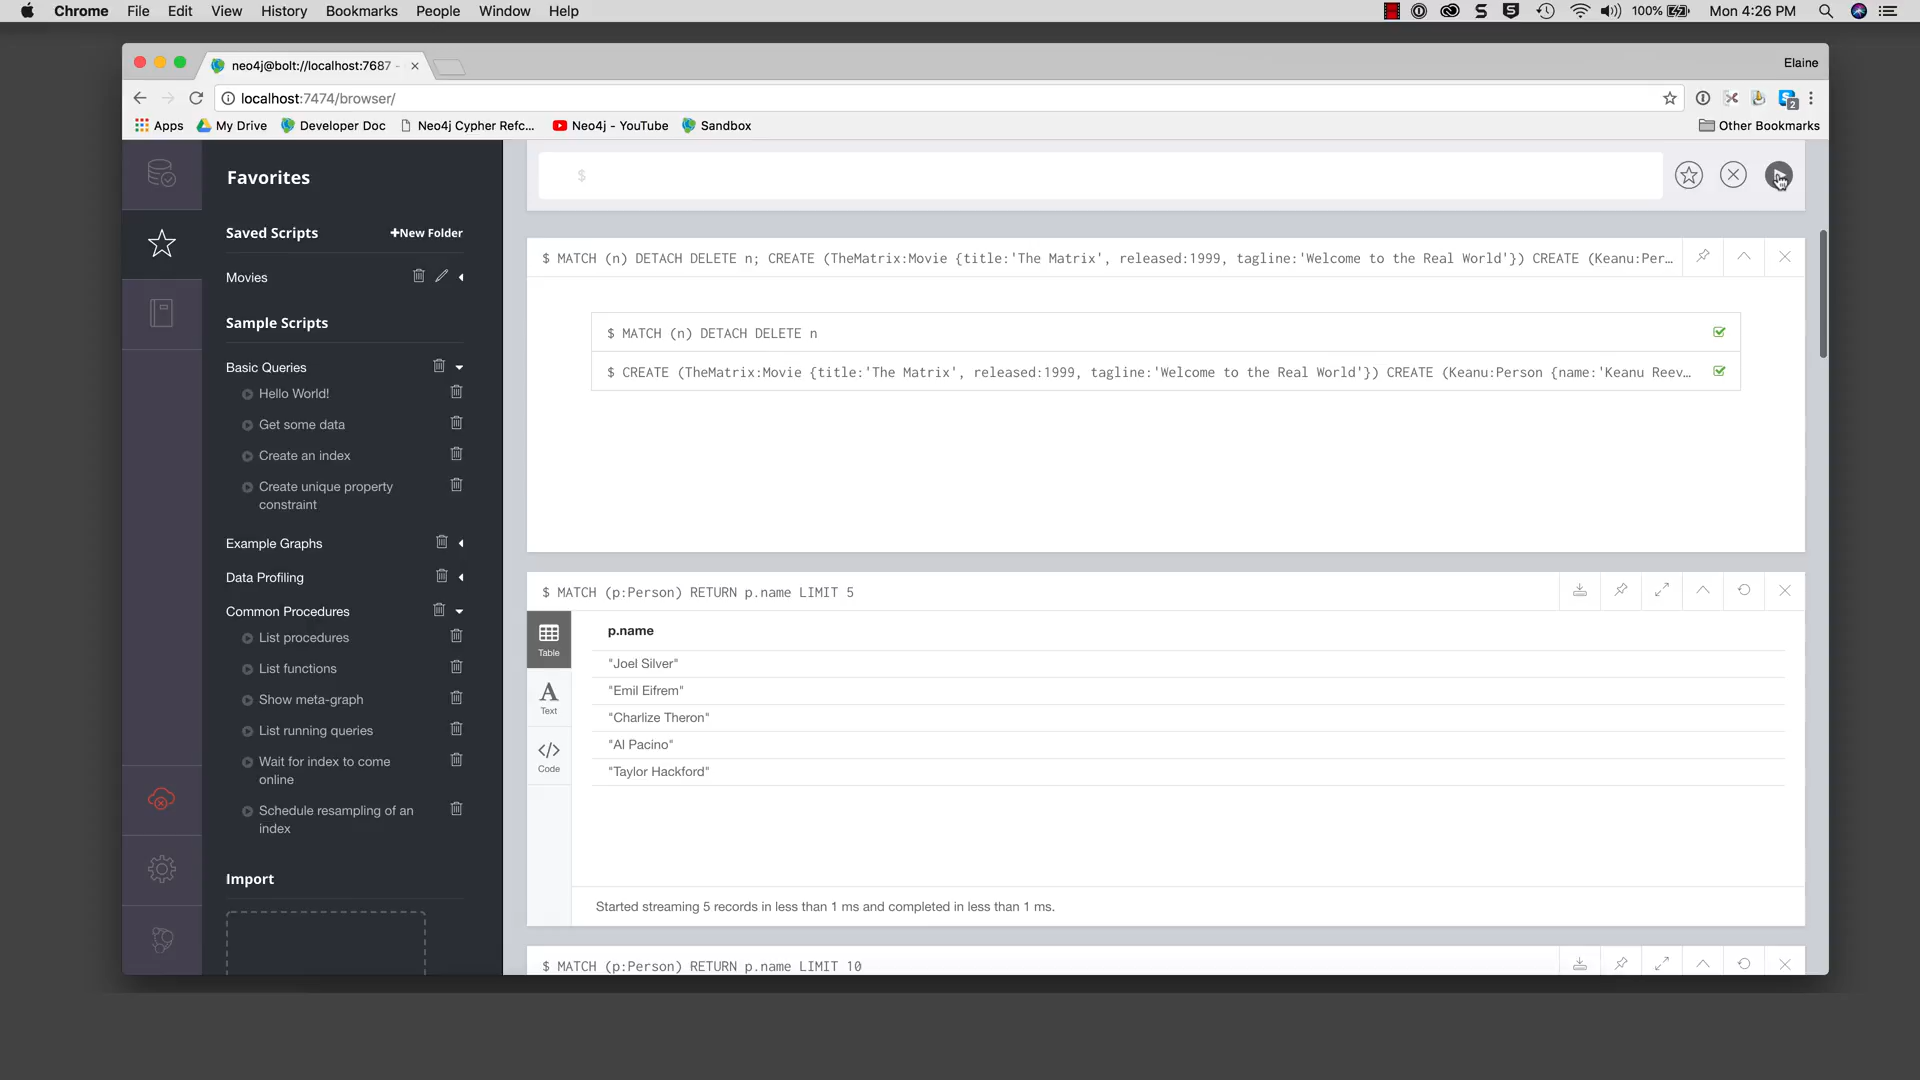 Chrome File Edit View History Bookmarks People Window Help 100% Mon 4:26 PM
neo4j@bolt://localhost:7687 -
Elaine
localhost:7474/browser/
2
Apps My Drive Developer Doc Neo4j Cypher Refc... Neo4j - YouTube Sandbox Other Bookmarks
Favorites
Saved Scripts
+New Folder
Movies
Sample Scripts
Basic Queries
Hello World!
Get some data
Create an index
Create unique property
constraint
Example Graphs
Data Profiling
Common Procedures
List procedures
List functions
Show meta-graph
List running queries
Wait for index to come
online
Schedule resampling of an
index
Import
$
$ MATCH (n) DETACH DELETE n; CREATE (TheMatrix:Movie {title:'The Matrix', released:1999, tagline:'Welcome to the Real World'}) CREATE (Keanu:Per…
$ MATCH (n) DETACH DELETE n
$ CREATE (TheMatrix:Movie {title:'The Matrix', released:1999, tagline:'Welcome to the Real World'}) CREATE (Keanu:Person {name:'Keanu Reev…
$ MATCH (p:Person) RETURN p.name LIMIT 5
Table
Text
Code
p.name
"Joel Silver"
"Emil Eifrem"
"Charlize Theron"
"Al Pacino"
"Taylor Hackford"
Started streaming 5 records in less than 1 ms and completed in less than 1 ms.
$ MATCH (p:Person) RETURN p.name LIMIT 10